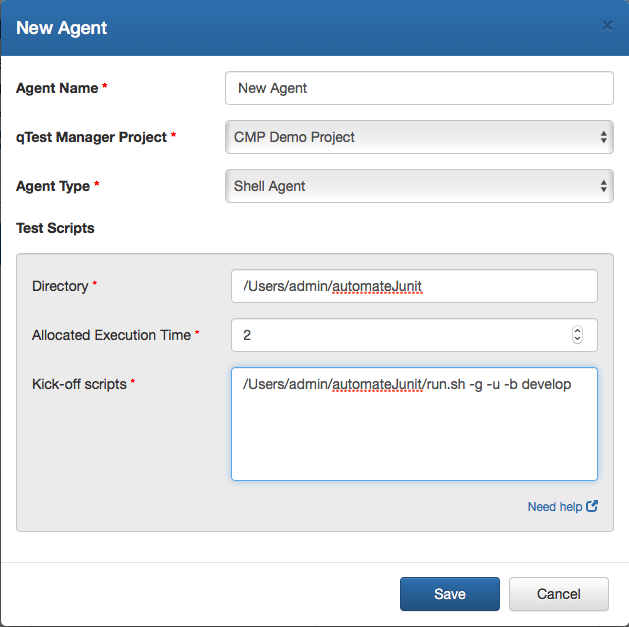 New Agent
Agent Name * New Agent
qTest Manager Project * CMP Demo Project
Agent Type * Shell Agent
Test Scripts
Directory * /Users/admin/automateJunit
Allocated Execution Time * 2
Kick-off scripts * /Users/admin/automateJunit/run.sh -g -u -b develop
Need help
Save Cancel